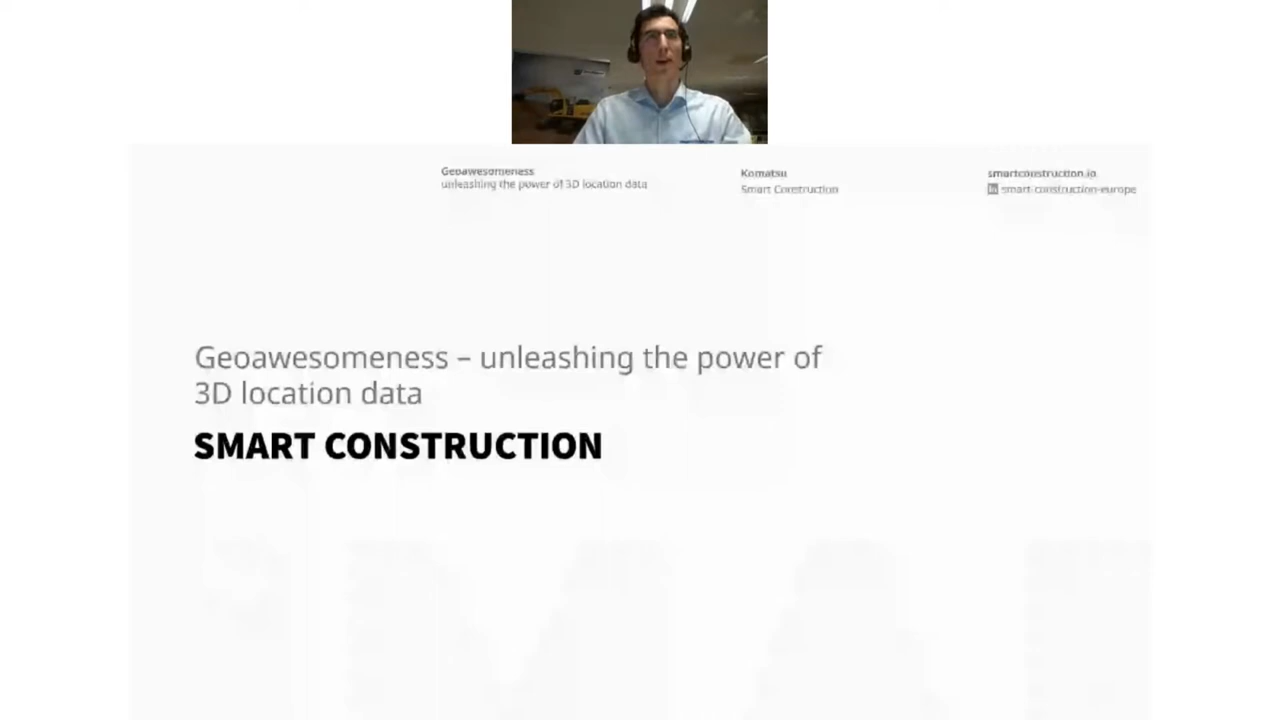 Geoawesomeness
unleashing the power of 3D location data
Komatsu
Smart Construction
smartconstruction.io
in smart-construction-europe
Geoawesomeness – unleashing the power of
3D location data
SMART CONSTRUCTION